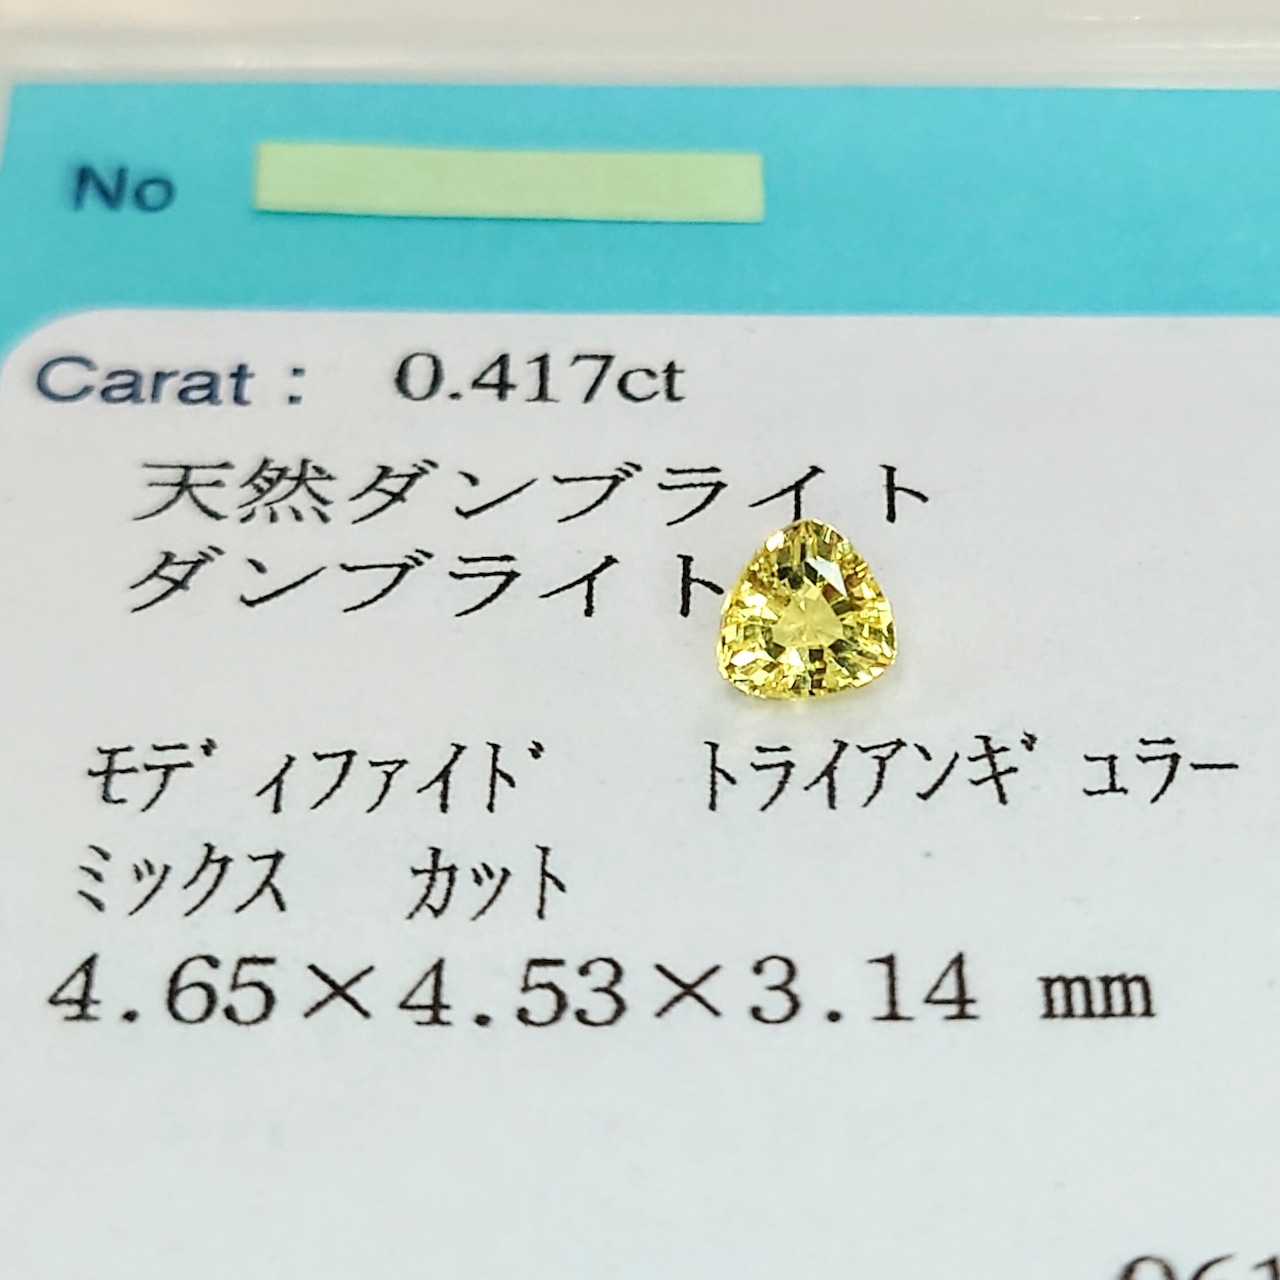 No
Carat : 0.417ct
天然ダンブライト
ダンブライト
ﾓﾃﾞｨﾌｧｲﾄﾞ ﾄﾗｲｱﾝｷﾞｭﾗｰ
ﾐｯｸｽ ｶｯﾄ
4.65×4.53×3.14 mm